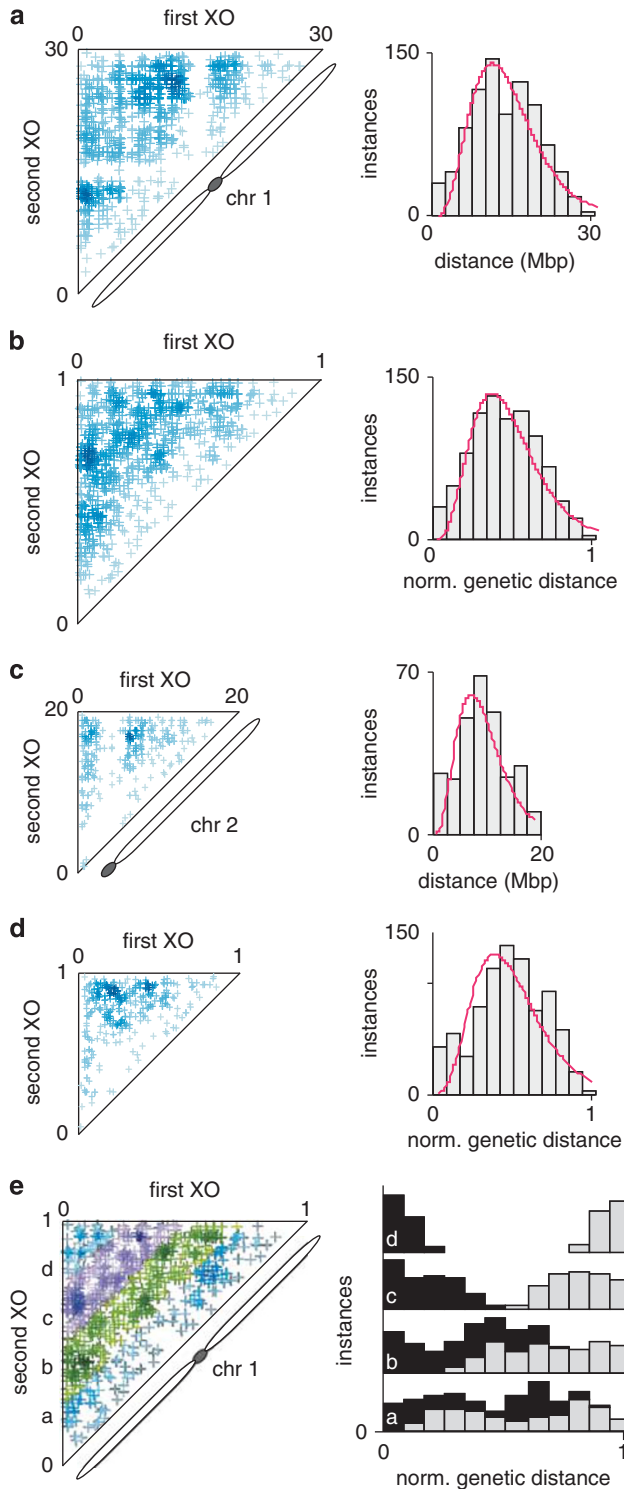 a
first XO
0 30
30
second XO
0
chr 1
150
instances
0
0 30
distance (Mbp)
b
first XO
0 1
1
second XO
0
150
instances
0
0 1
norm. genetic distance
c
first XO
0 20
20
second XO
0
chr 2
70
instances
0
0 20
distance (Mbp)
d
first XO
0 1
1
second XO
0
150
instances
0
0 1
norm. genetic distance
e
first XO
0 1
1
d
c
b
a
second XO
0
chr 1
d
c
b
a
instances
0
0 1
norm. genetic distance